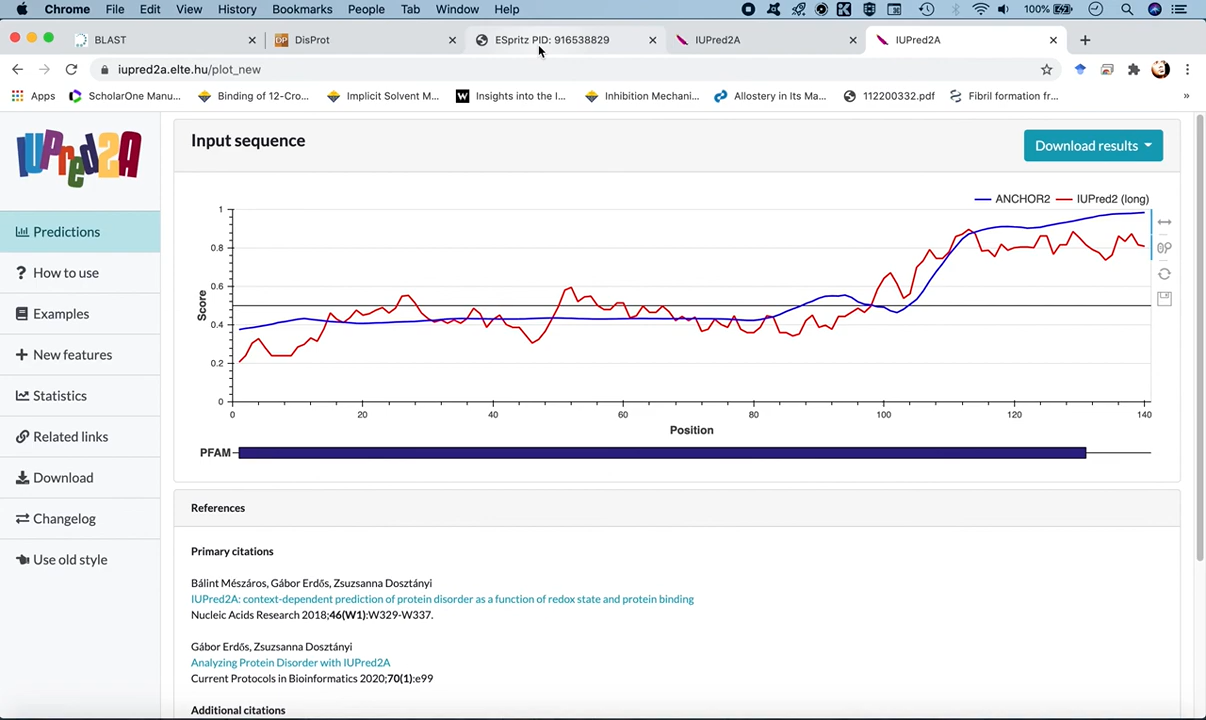 Chrome File Edit View History Bookmarks People Tab Window Help 100%
BLAST DisProt ESpritz PID: 916538829 IUPred2A IUPred2A
iupred2a.elte.hu/plot_new
Apps ScholarOne Manu... Binding of 12-Cro... Implicit Solvent M... Insights into the I... Inhibition Mechani... Allostery in Its Ma... 112200332.pdf Fibril formation fr... »
IUPred2A
Predictions
How to use
Examples
New features
Statistics
Related links
Download
Changelog
Use old style
Input sequence
Download results
ANCHOR2 IUPred2 (long)
1
0.8
0.6
0.4
0.2
0
Score
0 20 40 60 80 100 120 140
Position
PFAM
References
Primary citations
Bálint Mészáros, Gábor Erdős, Zsuzsanna Dosztányi
IUPred2A: context-dependent prediction of protein disorder as a function of redox state and protein binding
Nucleic Acids Research 2018;46(W1):W329-W337.
Gábor Erdős, Zsuzsanna Dosztányi
Analyzing Protein Disorder with IUPred2A
Current Protocols in Bioinformatics 2020;70(1):e99
Additional citations